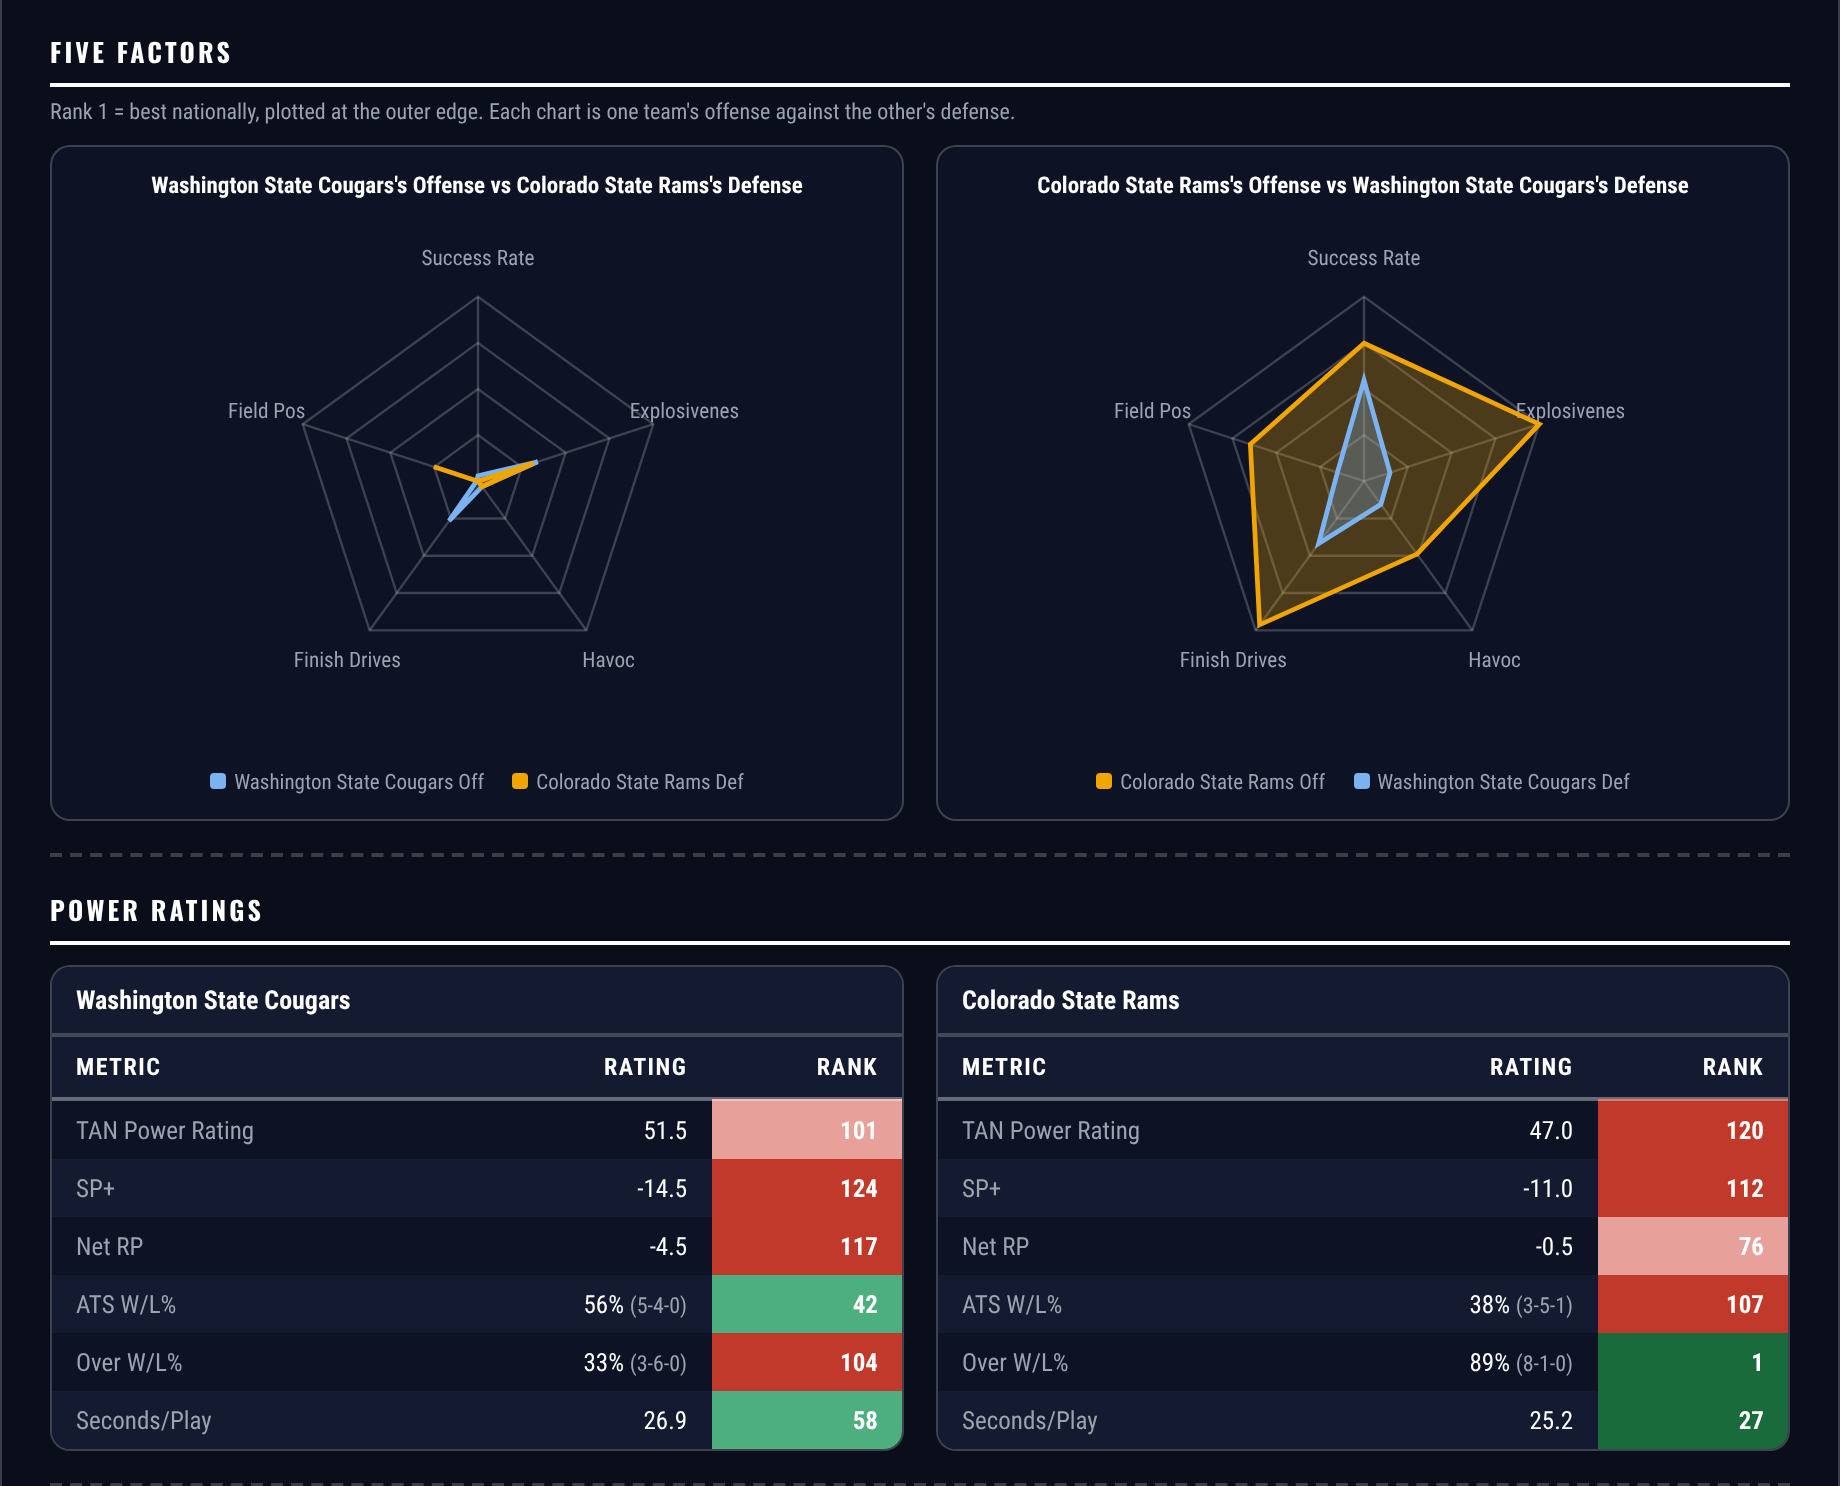 FIVE FACTORS
Rank 1 = best nationally, plotted at the outer edge. Each chart is one team's offense against the other's defense.
Washington State Cougars's Offense vs Colorado State Rams's Defense
Success Rate
Field Pos
Explosivenes
Finish Drives
Havoc
Washington State Cougars Off
Colorado State Rams Def
Colorado State Rams's Offense vs Washington State Cougars's Defense
Success Rate
Field Pos
Explosivenes
Finish Drives
Havoc
Colorado State Rams Off
Washington State Cougars Def
POWER RATINGS
Washington State Cougars
METRIC RATING RANK
TAN Power Rating 51.5 101
SP+ -14.5 124
Net RP -4.5 117
ATS W/L% 56% (5-4-0) 42
Over W/L% 33% (3-6-0) 104
Seconds/Play 26.9 58
Colorado State Rams
METRIC RATING RANK
TAN Power Rating 47.0 120
SP+ -11.0 112
Net RP -0.5 76
ATS W/L% 38% (3-5-1) 107
Over W/L% 89% (8-1-0) 1
Seconds/Play 25.2 27